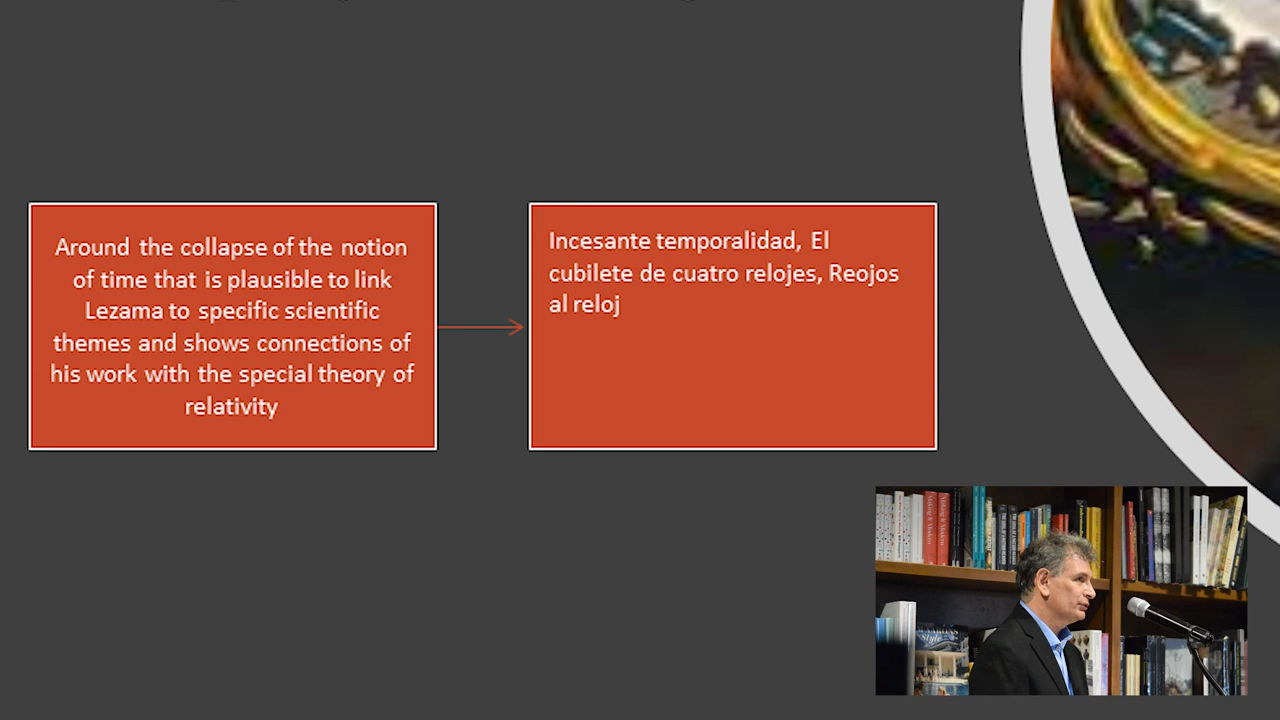 Around the collapse of the notion
of time that is plausible to link
Lezama to specific scientific
themes and shows connections of
his work with the special theory of
relativity
Incesante temporalidad, El
cubilete de cuatro relojes, Reojos
al reloj